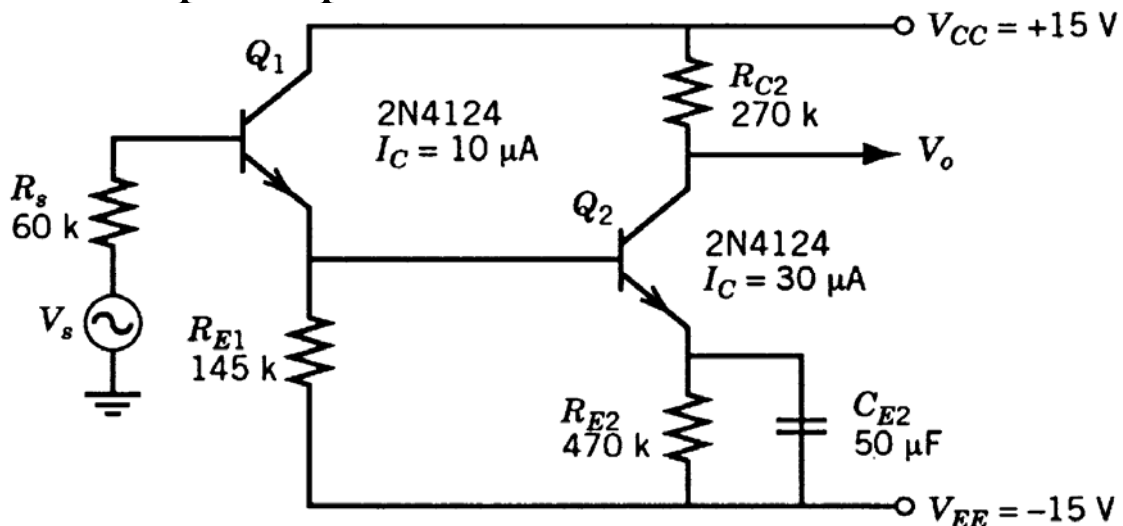 V_CC = +15 V
Q_1
R_C2
270 k
2N4124
I_C = 10 µA
V_o
R_s
60 k
Q_2
2N4124
I_C = 30 µA
V_s
R_E1
145 k
R_E2
470 k
C_E2
50 µF
V_EE = −15 V